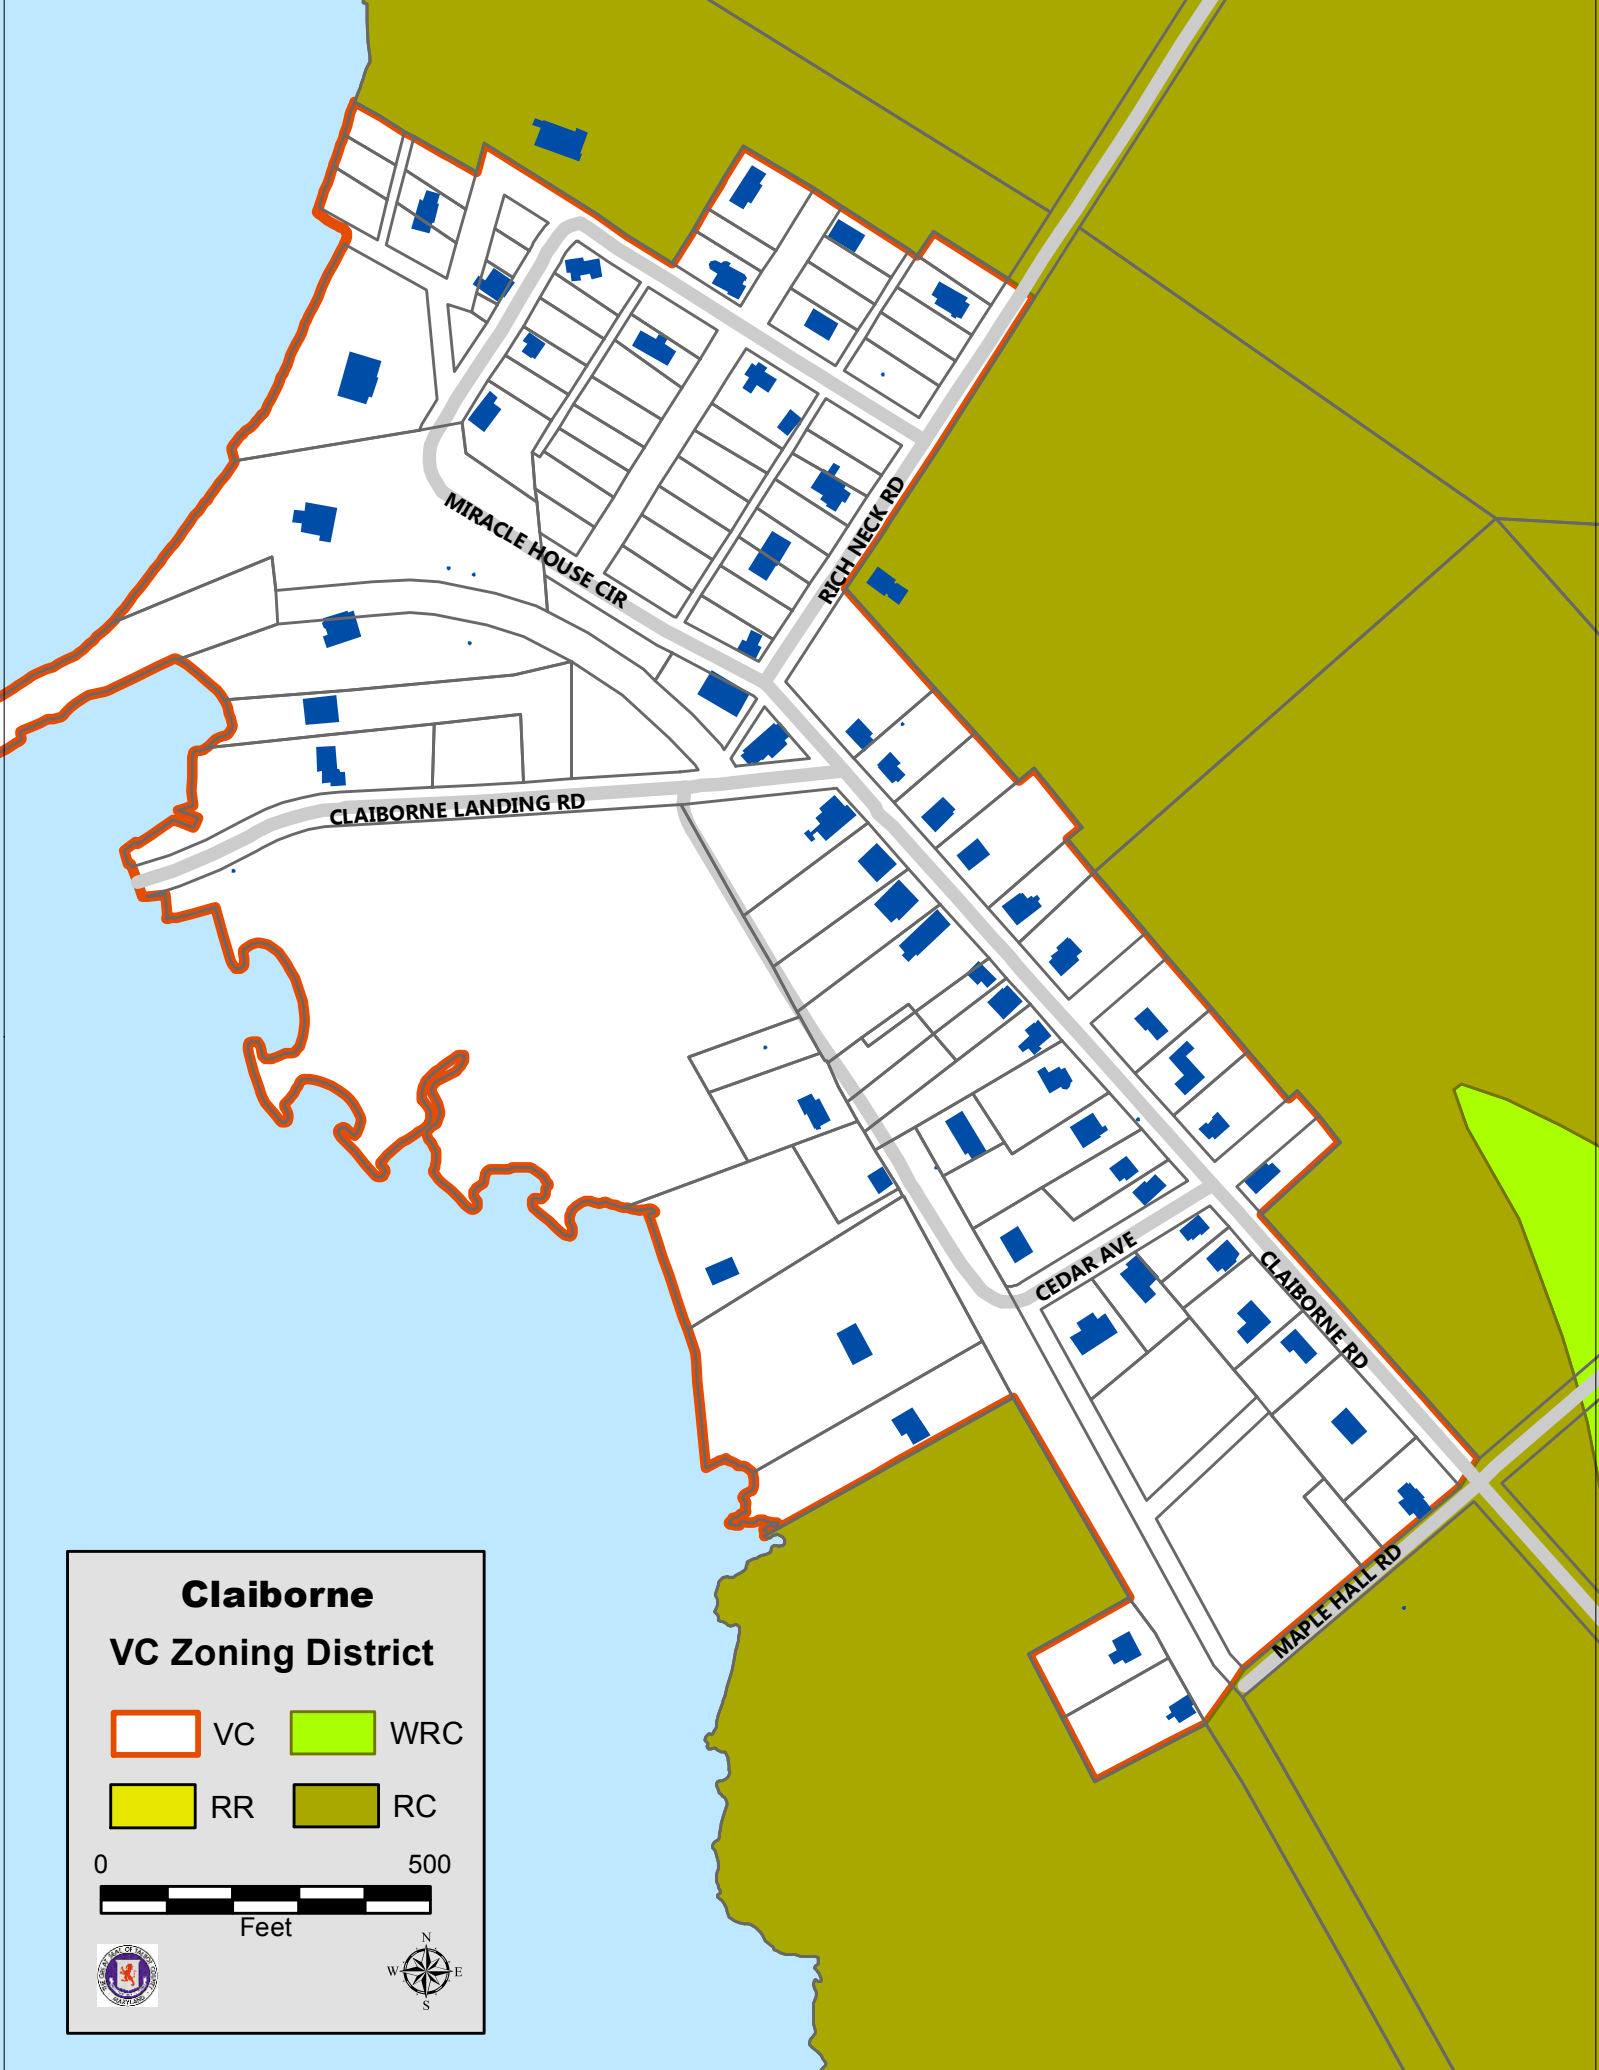 MIRACLE HOUSE CIR
RICH NECK RD
CLAIBORNE LANDING RD
CEDAR AVE
CLAIBORNE RD
MAPLE HALL RD
Claiborne
VC Zoning District
VC
WRC
RR
RC
0
500
Feet
N
W
E
S
MARYLAND